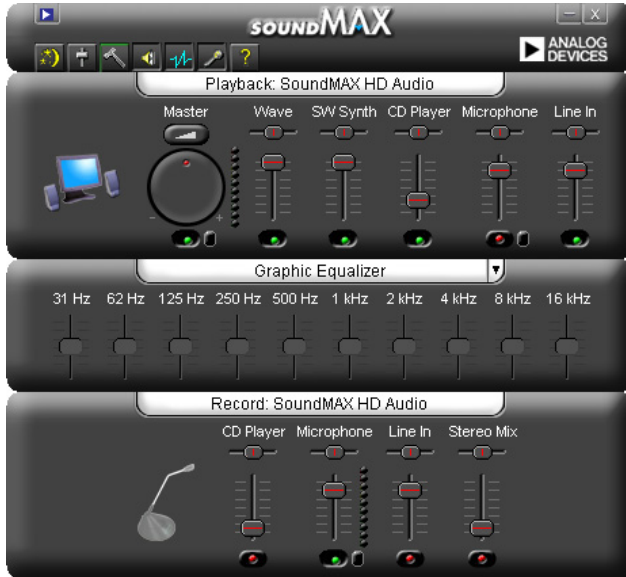 SOUNDMAX
ANALOG
DEVICES
?
Playback: SoundMAX HD Audio
Master Wave SW Synth CD Player Microphone Line In
- +
Graphic Equalizer
31 Hz 62 Hz 125 Hz 250 Hz 500 Hz 1 kHz 2 kHz 4 kHz 8 kHz 16 kHz
Record: SoundMAX HD Audio
CD Player Microphone Line In Stereo Mix